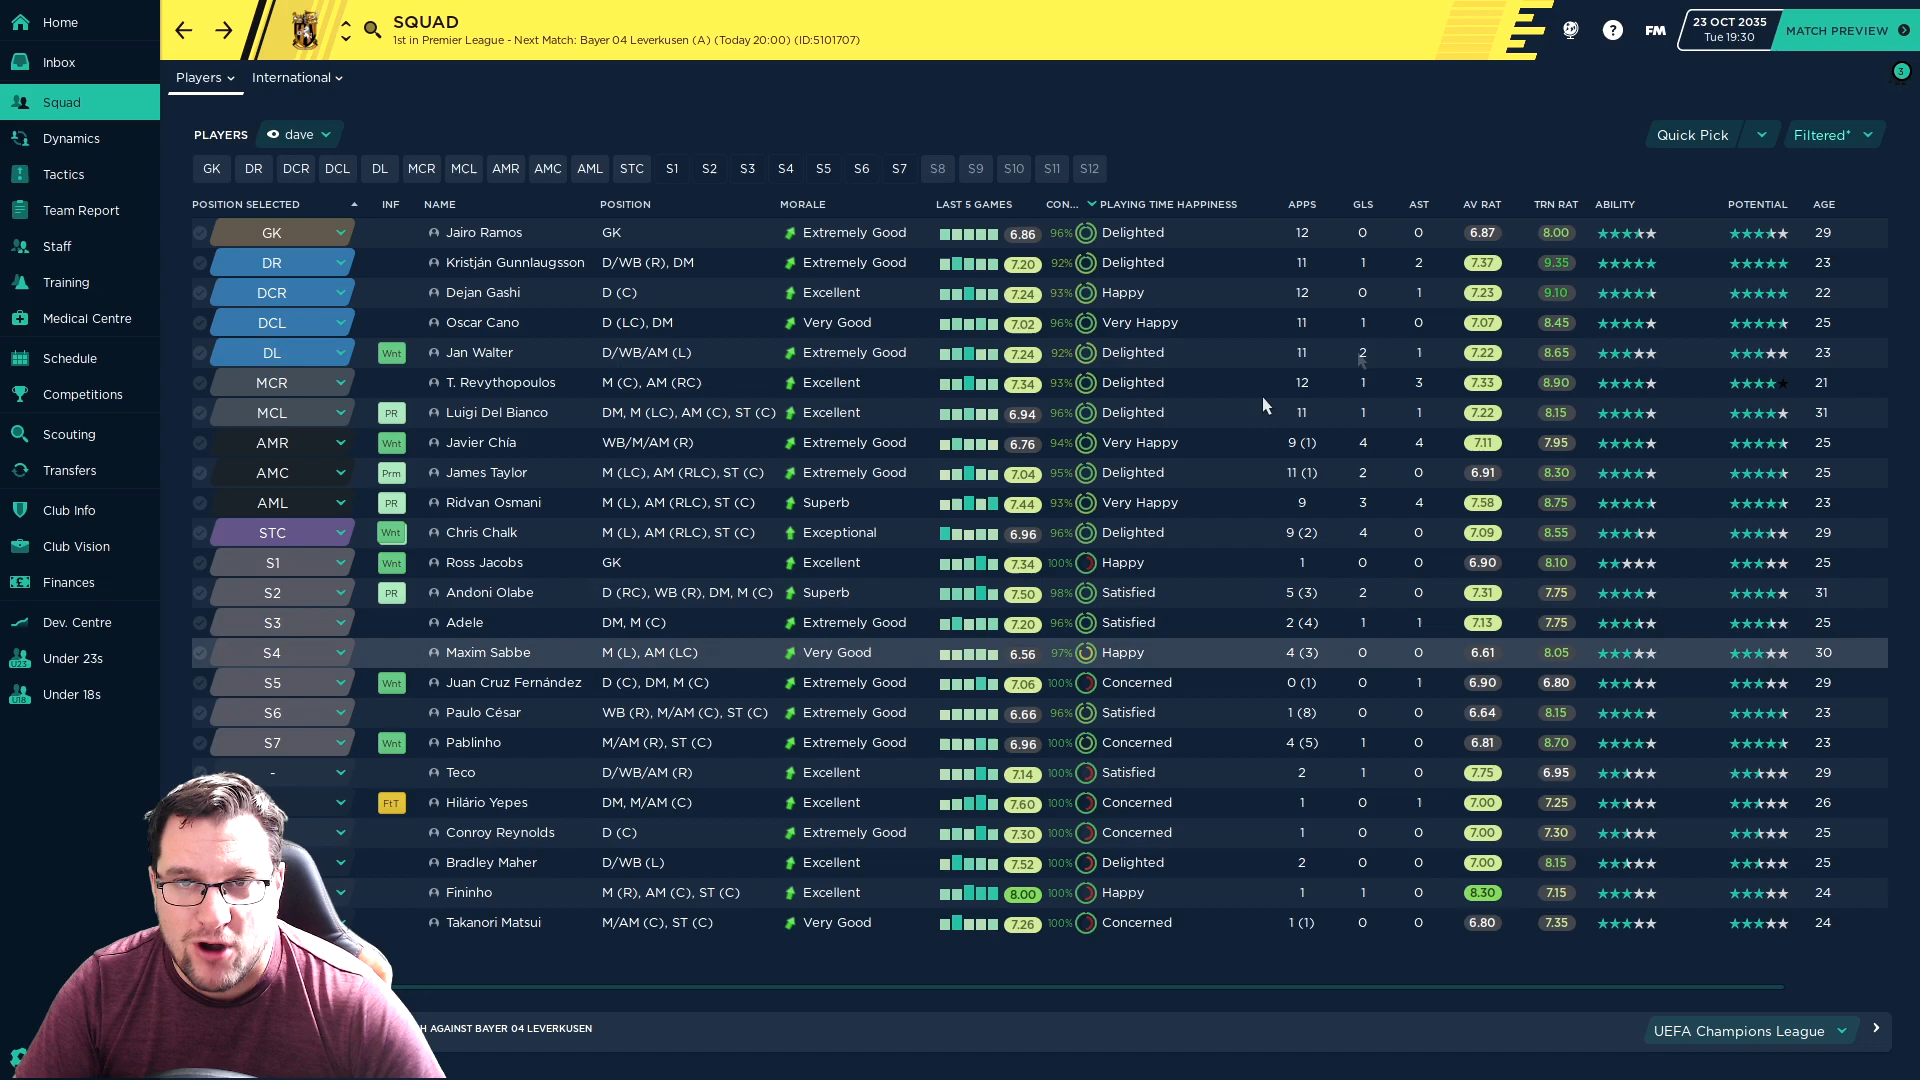 Home
Inbox
Squad
Dynamics
Tactics
Team Report
Staff
Training
Medical Centre
Schedule
Competitions
Scouting
Transfers
Club Info
Club Vision
Finances
Dev. Centre
Under 23s
Under 18s
SQUAD
1st in Premier League - Next Match: Bayer 04 Leverkusen (A) (Today 20:00) (ID:5101707)
FM
23 OCT 2035
Tue 19:30
MATCH PREVIEW
3
Players International
PLAYERS dave Quick Pick Filtered*
GK DR DCR DCL DL MCR MCL AMR AMC AML STC S1 S2 S3 S4 S5 S6 S7 S8 S9 S10 S11 S12
POSITION SELECTED INF NAME POSITION MORALE LAST 5 GAMES CON... PLAYING TIME HAPPINESS APPS GLS AST AV RAT TRN RAT ABILITY POTENTIAL AGE
GK Jairo Ramos GK Extremely Good 6.86 96% Delighted 12 0 0 6.87 8.00 29
DR Kristján Gunnlaugsson D/WB (R), DM Extremely Good 7.20 92% Delighted 11 1 2 7.37 9.35 23
DCR Dejan Gashi D (C) Excellent 7.24 93% Happy 12 0 1 7.23 9.10 22
DCL Oscar Cano D (LC), DM Very Good 7.02 96% Very Happy 11 1 0 7.07 8.45 25
DL Wnt Jan Walter D/WB/AM (L) Extremely Good 7.24 92% Delighted 11 2 1 7.22 8.65 23
MCR T. Revythopoulos M (C), AM (RC) Excellent 7.34 93% Delighted 12 1 3 7.33 8.90 21
MCL PR Luigi Del Bianco DM, M (LC), AM (C), ST (C) Excellent 6.94 96% Delighted 11 1 1 7.22 8.15 31
AMR Wnt Javier Chía WB/M/AM (R) Extremely Good 6.76 94% Very Happy 9 (1) 4 4 7.11 7.95 25
AMC Prm James Taylor M (LC), AM (RLC), ST (C) Extremely Good 7.04 95% Delighted 11 (1) 2 0 6.91 8.30 25
AML PR Ridvan Osmani M (L), AM (RLC), ST (C) Superb 7.44 93% Very Happy 9 3 4 7.58 8.75 23
STC Wnt Chris Chalk M (L), AM (RLC), ST (C) Exceptional 6.96 96% Delighted 9 (2) 4 0 7.09 8.55 29
S1 Wnt Ross Jacobs GK Excellent 7.34 100% Happy 1 0 0 6.90 8.10 25
S2 PR Andoni Olabe D (RC), WB (R), DM, M (C) Superb 7.50 98% Satisfied 5 (3) 2 0 7.31 7.75 31
S3 Adele DM, M (C) Extremely Good 7.20 96% Satisfied 2 (4) 1 1 7.13 7.75 25
S4 Maxim Sabbe M (L), AM (LC) Very Good 6.56 97% Happy 4 (3) 0 0 6.61 8.05 30
S5 Wnt Juan Cruz Fernández D (C), DM, M (C) Extremely Good 7.06 100% Concerned 0 (1) 0 1 6.90 6.80 29
S6 Paulo César WB (R), M/AM (C), ST (C) Extremely Good 6.66 96% Satisfied 1 (8) 0 0 6.64 8.15 23
S7 Wnt Pablinho M/AM (R), ST (C) Extremely Good 6.96 100% Concerned 4 (5) 1 0 6.81 8.70 23
- Teco D/WB/AM (R) Excellent 7.14 100% Satisfied 2 1 0 7.75 6.95 29
FtT Hilário Yepes DM, M/AM (C) Excellent 7.60 100% Concerned 1 0 1 7.00 7.25 26
Conroy Reynolds D (C) Extremely Good 7.30 100% Concerned 1 0 0 7.00 7.30 25
Bradley Maher D/WB (L) Excellent 7.52 100% Delighted 2 0 0 7.00 8.15 25
Fininho M (R), AM (C), ST (C) Excellent 8.00 100% Happy 1 1 0 8.30 7.15 24
Takanori Matsui M/AM (C), ST (C) Very Good 7.26 100% Concerned 1 (1) 0 0 6.80 7.35 24
H AGAINST BAYER 04 LEVERKUSEN UEFA Champions League